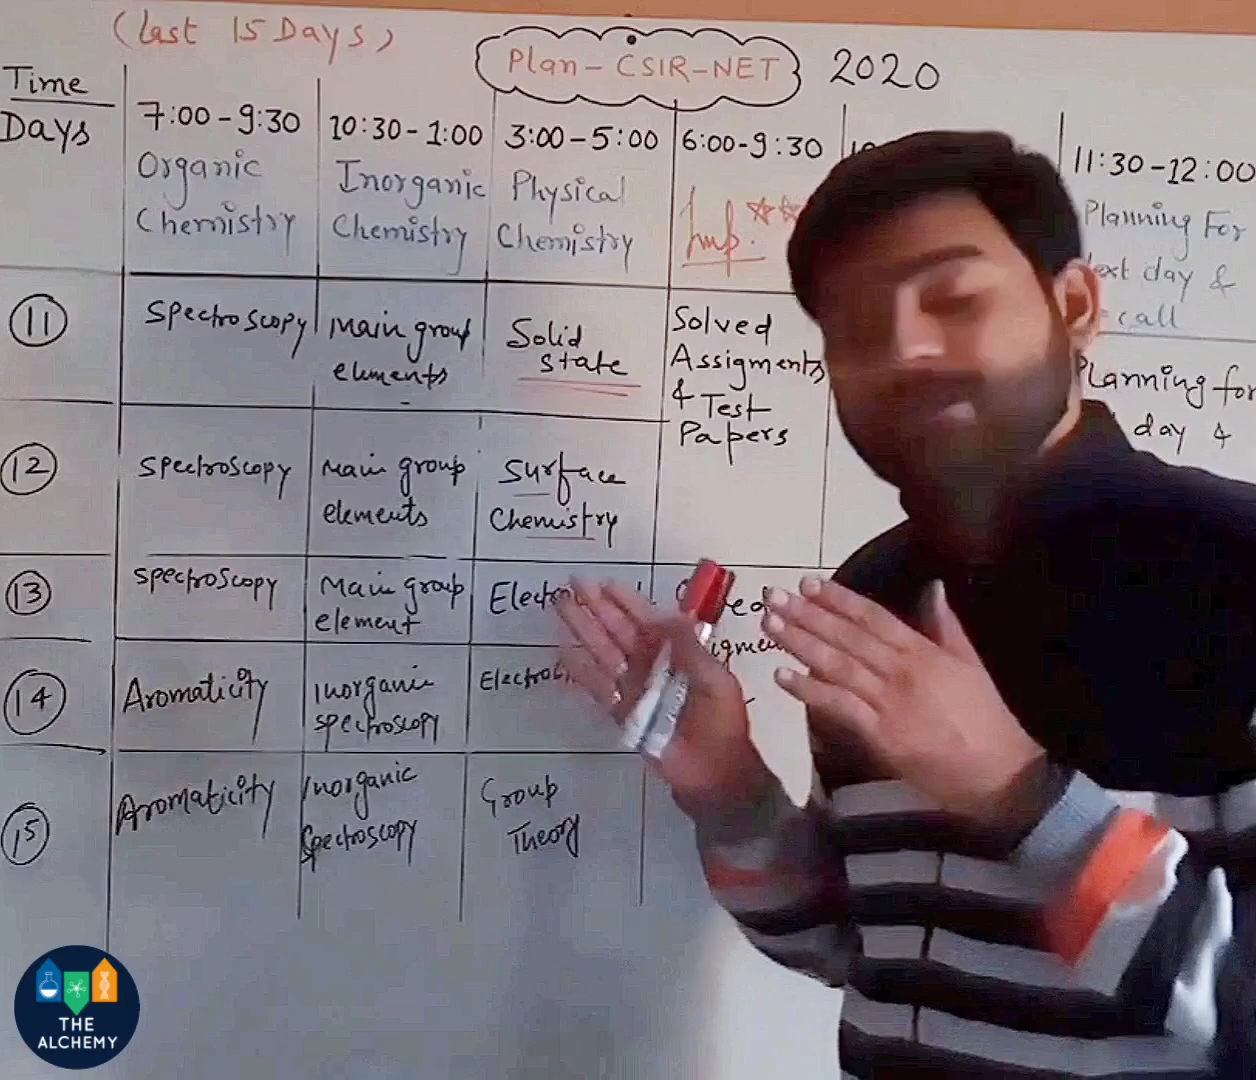 (last 15 Days)
Plan-CSIR-NET 2020
Time
Days
7:00-9:30
Organic
Chemistry
10:30-1:00
Inorganic
Chemistry
3:00-5:00
Physical
Chemistry
6:00-9:30
Imp.
11:30-12:00
Planning For
day &
call
11
Spectroscopy
Main group
elements
Solid
state
Solved
Assigments
& Test
Papers
Planning for
day &
12
Spectroscopy
Main group
elements
Surface
Chemistry
13
Spectroscopy
Main group
element
14
Aromaticity
Inorganic
spectroscopy
15
Aromaticity
Inorganic
Spectroscopy
Group
Theory
THE
ALCHEMY